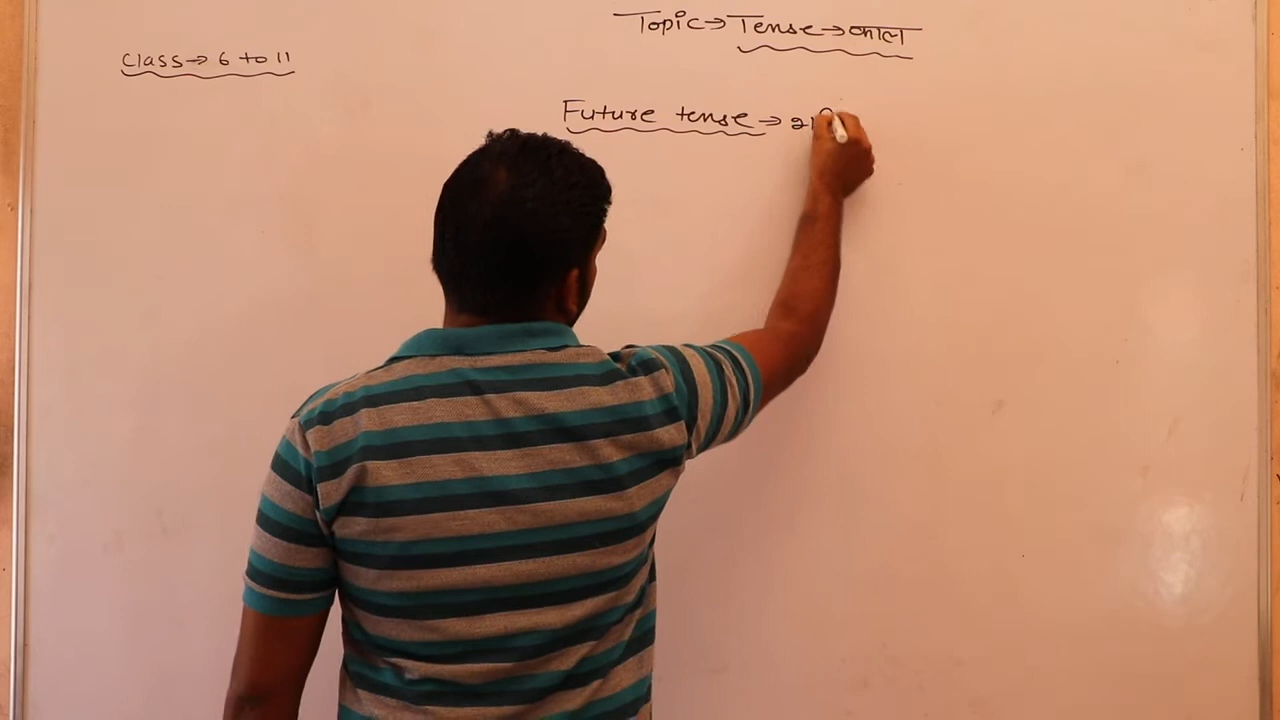 Topic → Tense → काल
Class → 6 to 11
Future tense →